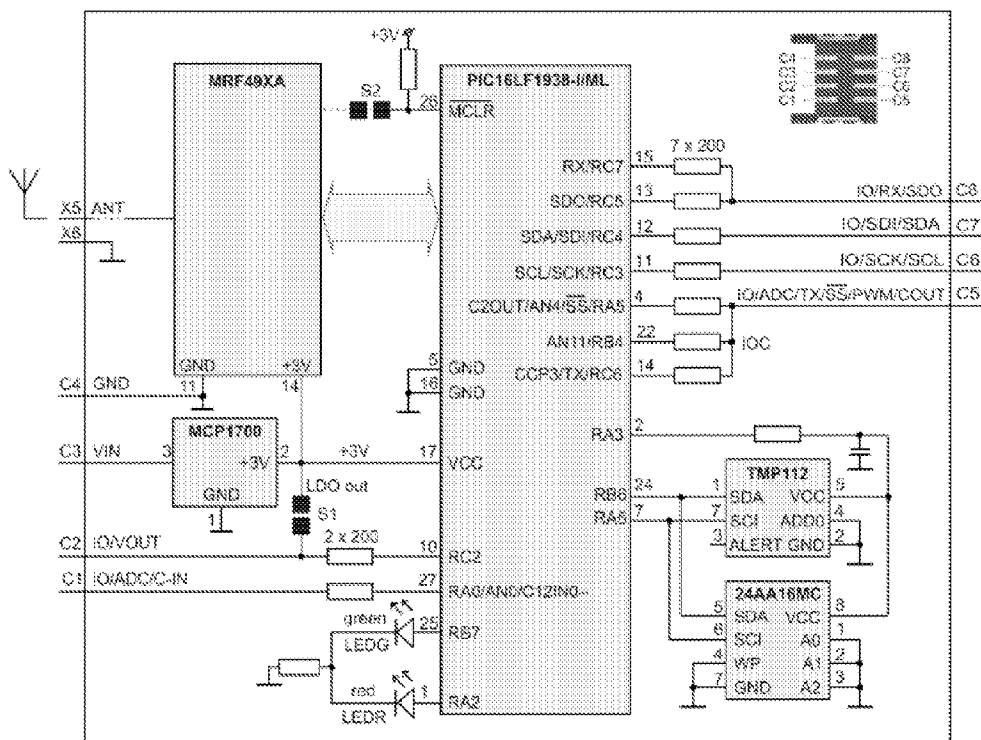 +3V
MRF49XA
PIC16LF1938-I/ML
S2
26
MCLR
C4
C3
C2
C1
C8
C7
C6
C5
7 x 200
RX/RC7
15
SDO/RC5
13
IO/RX/SDO
C8
X5
ANT
X6
SDA/SDI/RC4
12
IO/SDI/SDA
C7
SCL/SCK/RC3
11
IO/SCK/SCL
C6
C2OUT/AN4/SS/RA5
4
IO/ADC/TX/SS/PWM/COUT
C5
AN11/RB4
22
IOC
CCP3/TX/RC6
14
GND
11
+3V
14
5
GND
16
GND
C4
GND
MCP1700
RA3
2
C3
VIN
3
+3V
2
+3V
17
VCC
GND
1
LDO out
S1
TMP112
RB6
24
1
SDA
VCC
5
RA6
7
7
SCl
ADD0
4
3
ALERT
GND
2
C2
IO/VOUT
2 x 200
10
RC2
C1
IO/ADC/C-IN
27
RA0/AN0/C12IN0-
24AA16MC
5
SDA
VCC
8
6
SCl
A0
1
4
WP
A1
2
7
GND
A2
3
green
LEDG
25
RB7
red
LEDR
1
RA2